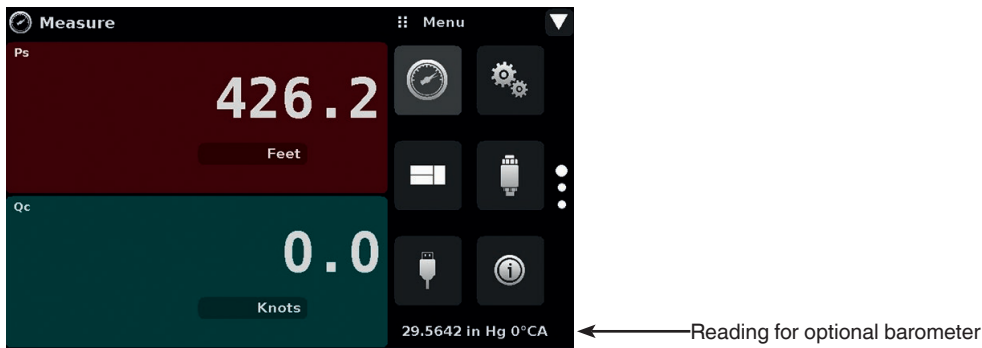 Measure
Menu
Ps
426.2
Feet
Qc
0.0
Knots
29.5642 in Hg 0°CA
Reading for optional barometer